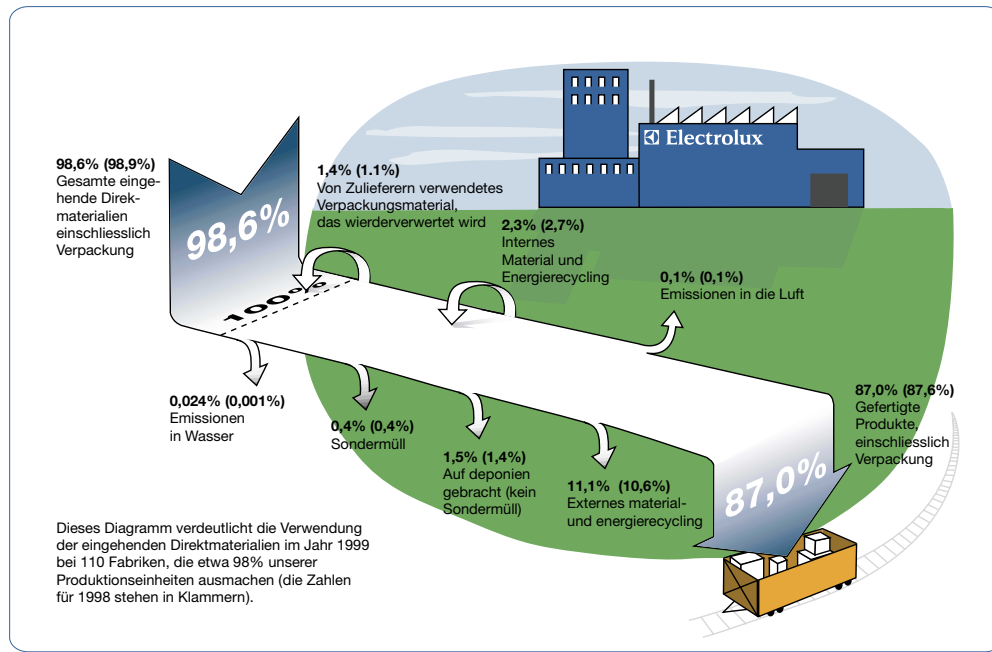 Electrolux
98,6% (98,9%)
Gesamte einge-
hende Direk-
materialien
einschliesslich
Verpackung
98,6%
100%
1,4% (1.1%)
Von Zulieferern verwendetes
Verpackungsmaterial,
das wierderverwertet wird
2,3% (2,7%)
Internes
Material und
Energierecycling
0,1% (0,1%)
Emissionen in die Luft
0,024% (0,001%)
Emissionen
in Wasser
0,4% (0,4%)
Sondermüll
1,5% (1,4%)
Auf deponien
gebracht (kein
Sondermüll)
11,1% (10,6%)
Externes material-
und energierecycling
87,0%
87,0% (87,6%)
Gefertigte
Produkte,
einschliesslich
Verpackung
Dieses Diagramm verdeutlicht die Verwendung
der eingehenden Direktmaterialien im Jahr 1999
bei 110 Fabriken, die etwa 98% unserer
Produktionseinheiten ausmachen (die Zahlen
für 1998 stehen in Klammern).